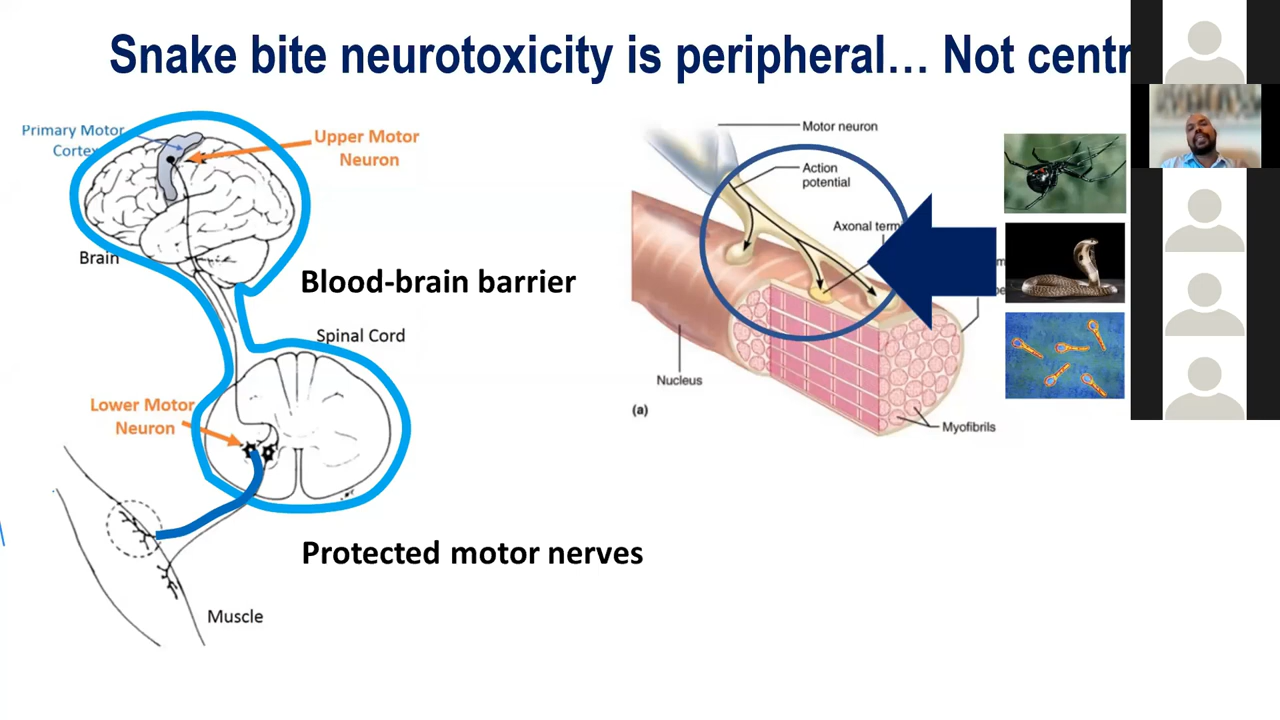 Snake bite neurotoxicity is peripheral... Not centr
Primary Motor
Cortex
Upper Motor
Neuron
Brain
Blood-brain barrier
Spinal Cord
Lower Motor
Neuron
Protected motor nerves
Muscle
Motor neuron
Action
potential
Axonal term
Nucleus
(a)
Myofibrils